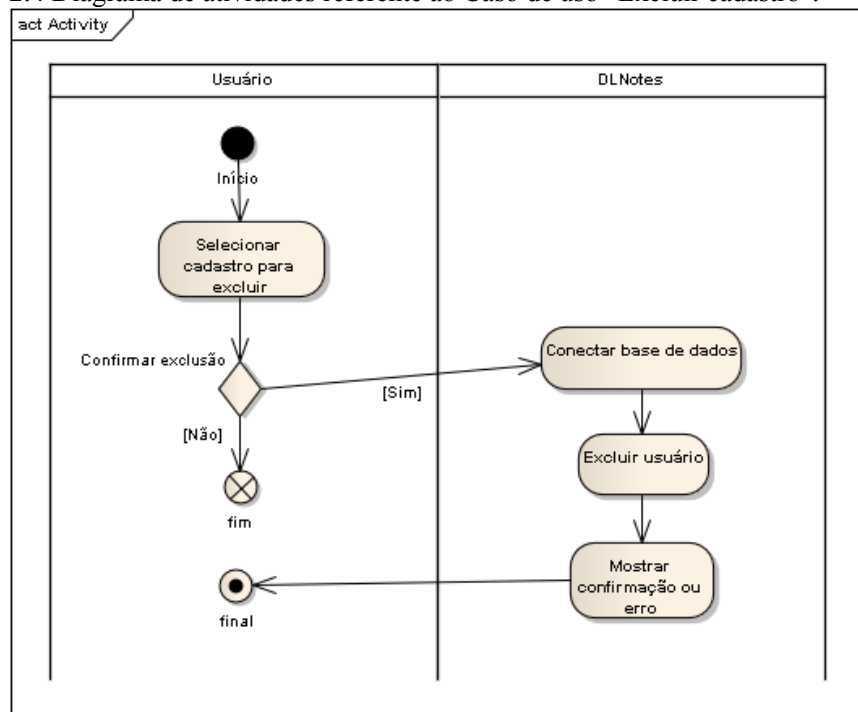 2.4 Diagrama de atividades referente ao Caso de uso "Excluir cadastro".
act Activity
Usuário
DLNotes
Início
Selecionar
cadastro para
excluir
Confirmar exclusão
[Sim]
[Não]
fim
Conectar base de dados
Excluir usuário
Mostrar
confirmação ou
erro
final